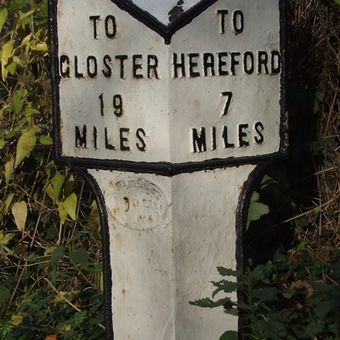 TO
GLOSTER
19
MILES
TO
HEREFORD
7
MILES